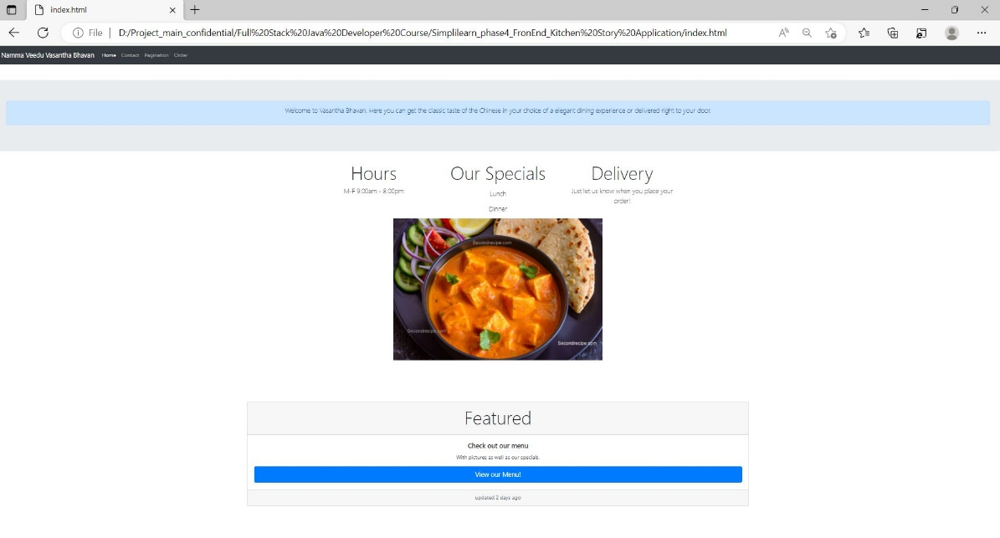 index.html
File
D:/Project_main_confidential/Full%20Stack%20Java%20Developer%20Course/Simplilearn_phase4_FronEnd_Kitchen%20Story%20Application/index.html
Namma Veedu Vasantha Bhavan Home Contact Pagination Order
Welcome to Vasantha Bhavan. Here you can get the classic taste of the Chinese in your choice of a elegant dining experience or delivered right to your door.
Hours
M-F 9:00am - 8:00pm
Our Specials
Lunch
Dinner
Delivery
Just let us know when you place your
order!
Secondrecipe.com
Secondrecipe.com
Secondrecipe.com
Featured
Check out our menu
With pictures as well as our specials.
View our Menu!
updated 2 days ago